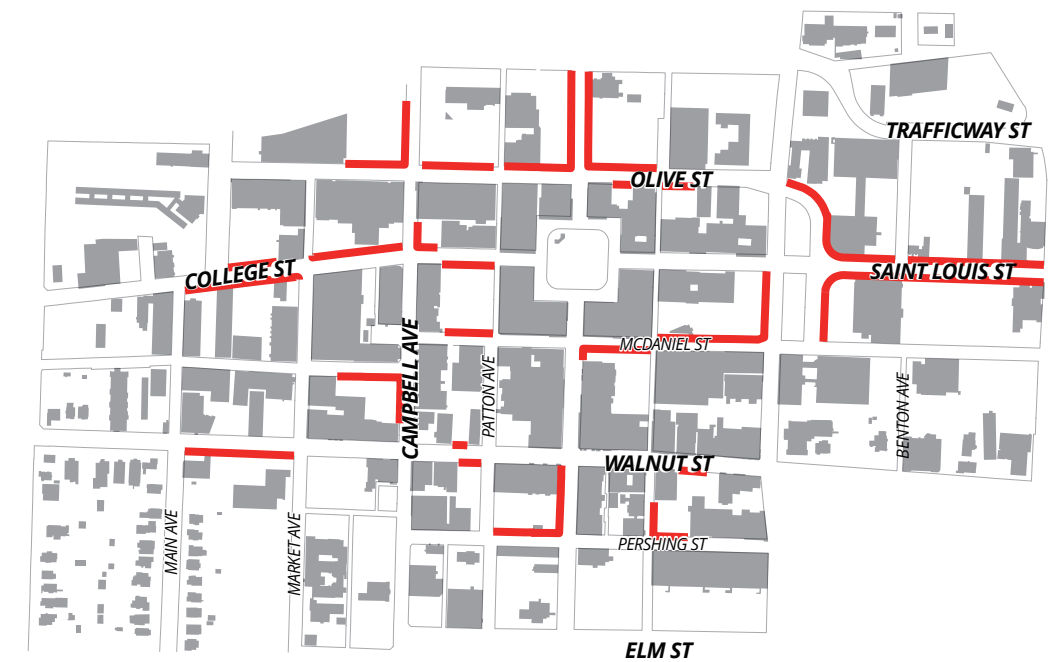 TRAFFICWAY ST
OLIVE ST
COLLEGE ST
SAINT LOUIS ST
MCDANIEL ST
CAMPBELL AVE
PATTON AVE
BENTON AVE
WALNUT ST
MAIN AVE
MARKET AVE
PERSHING ST
ELM ST